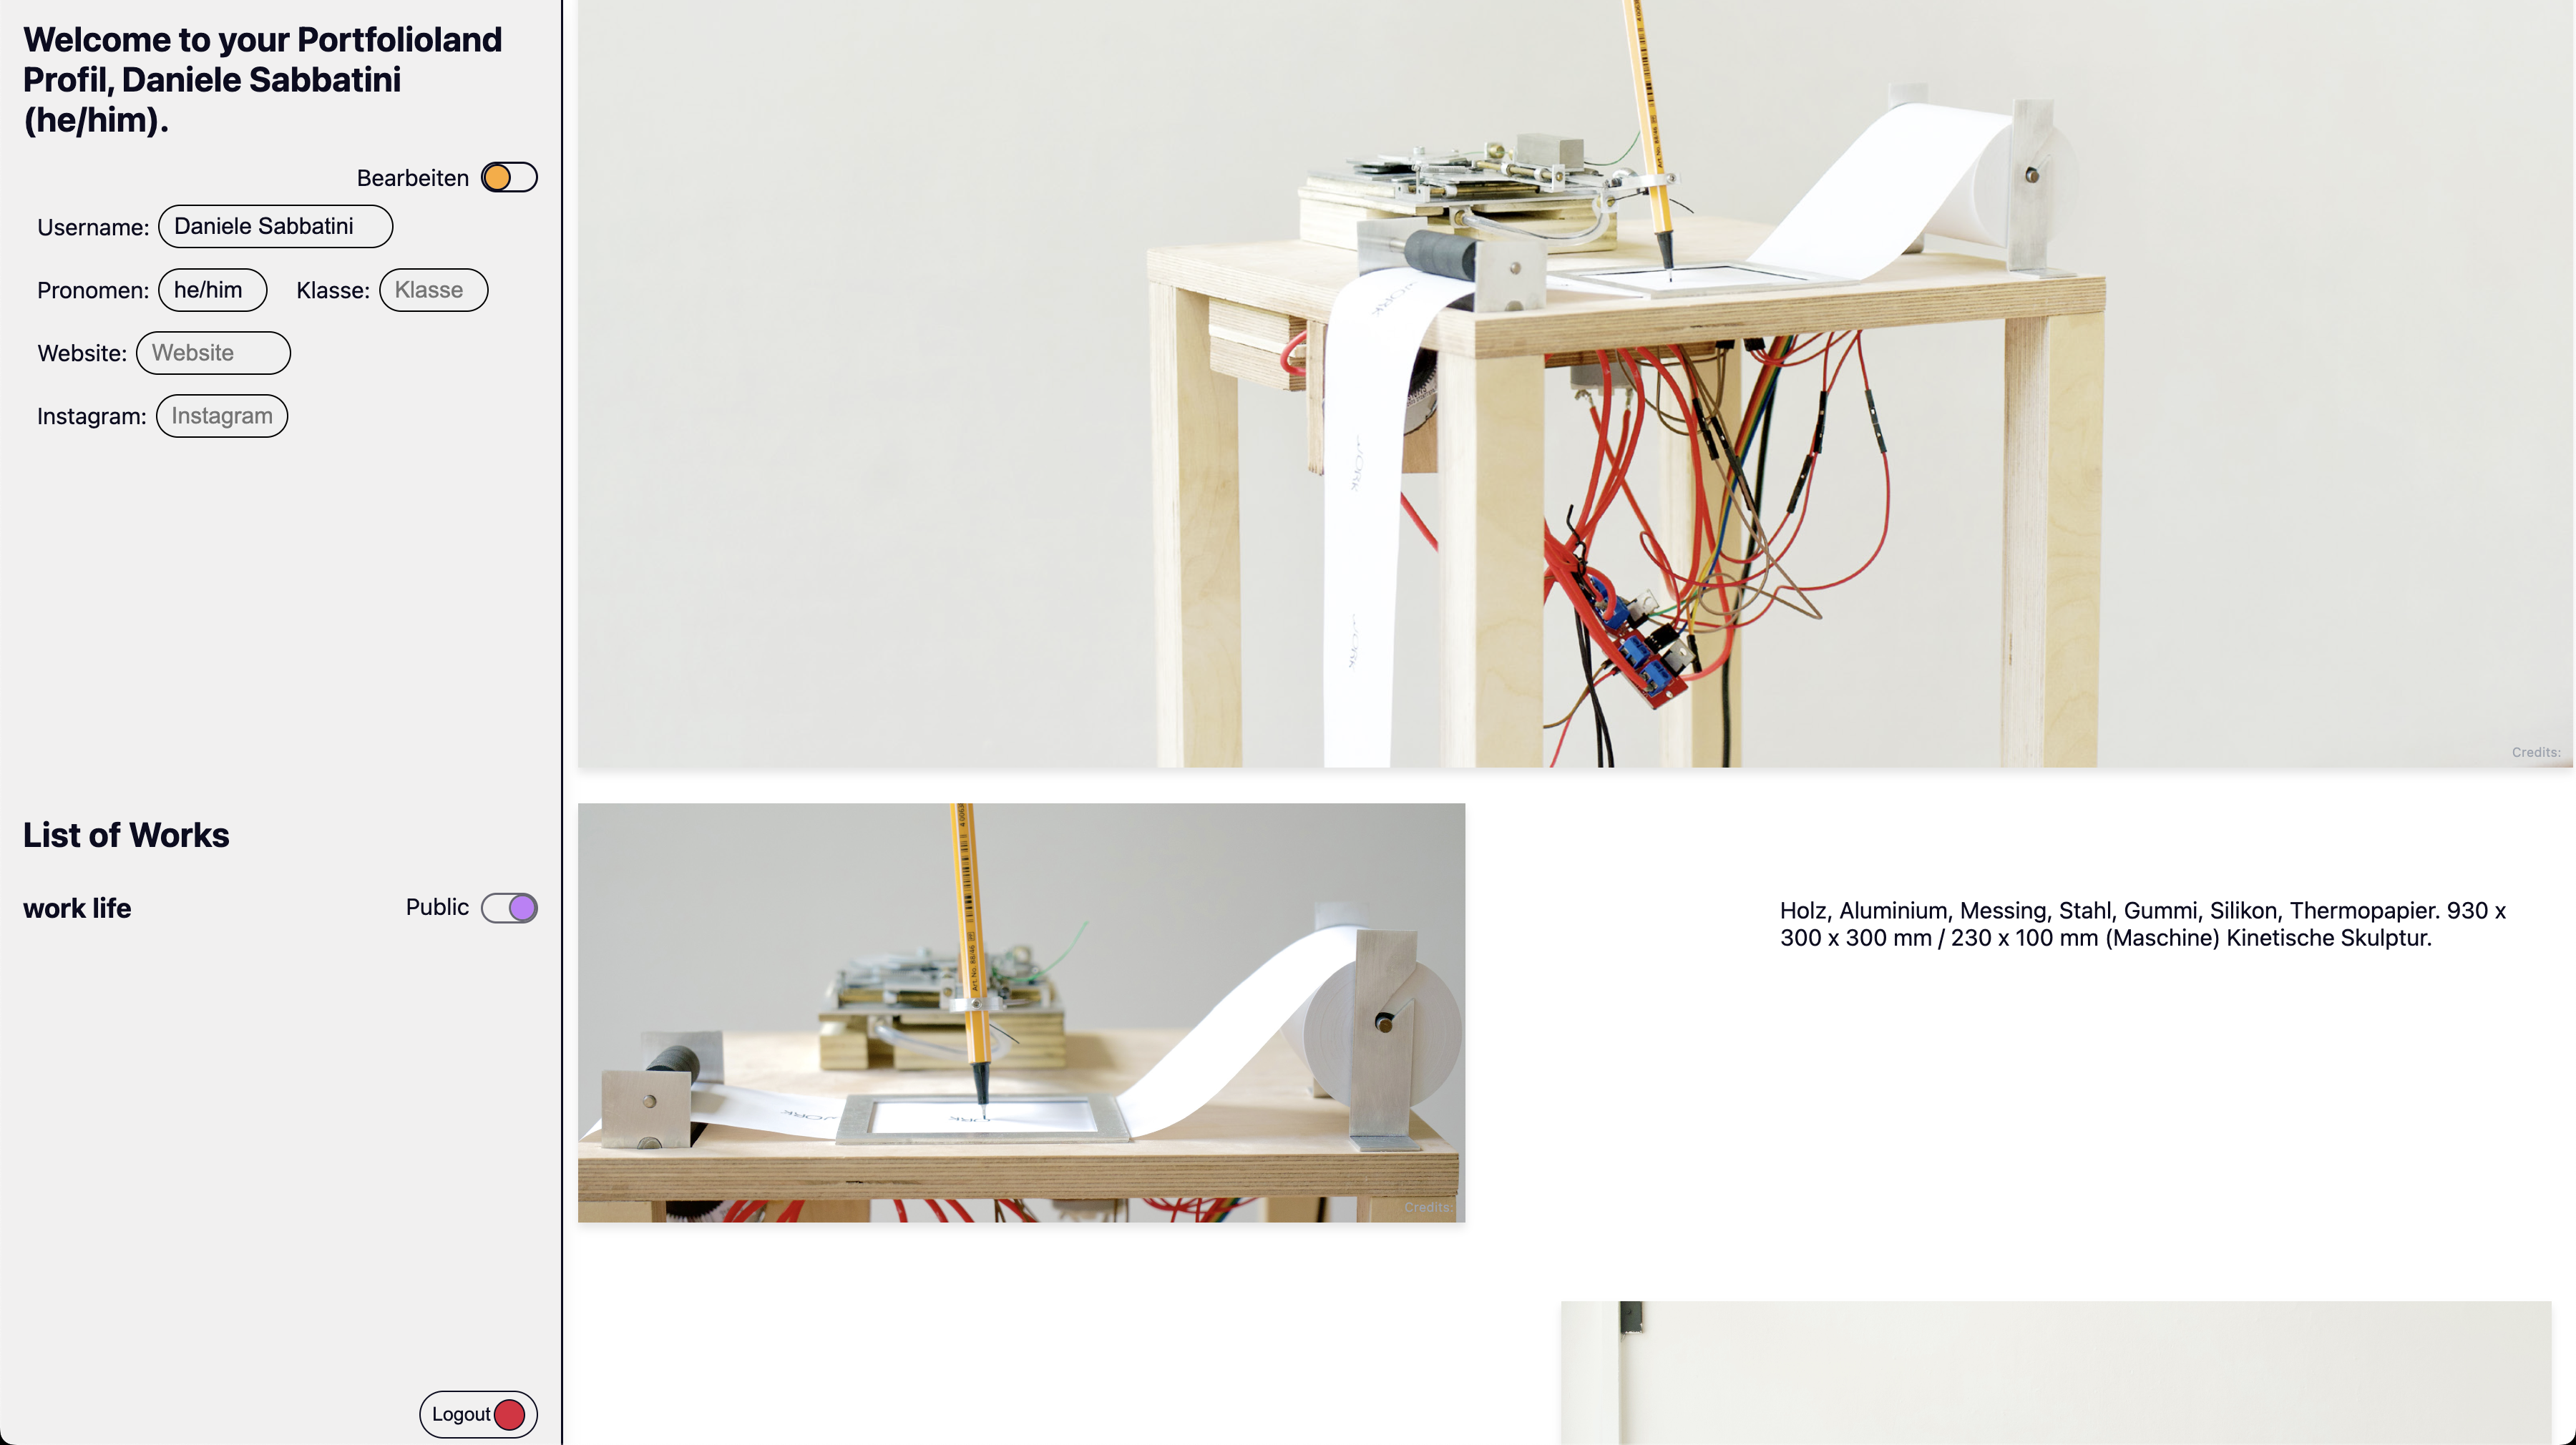 Welcome to your Portfolioland
Profil, Daniele Sabbatini
(he/him).
Bearbeiten
Username: Daniele Sabbatini
Pronomen: he/him Klasse: Klasse
Website: Website
Instagram: Instagram
List of Works
work life Public
Logout
Credits:
Credits:
Holz, Aluminium, Messing, Stahl, Gummi, Silikon, Thermopapier. 930 x
300 x 300 mm / 230 x 100 mm (Maschine) Kinetische Skulptur.